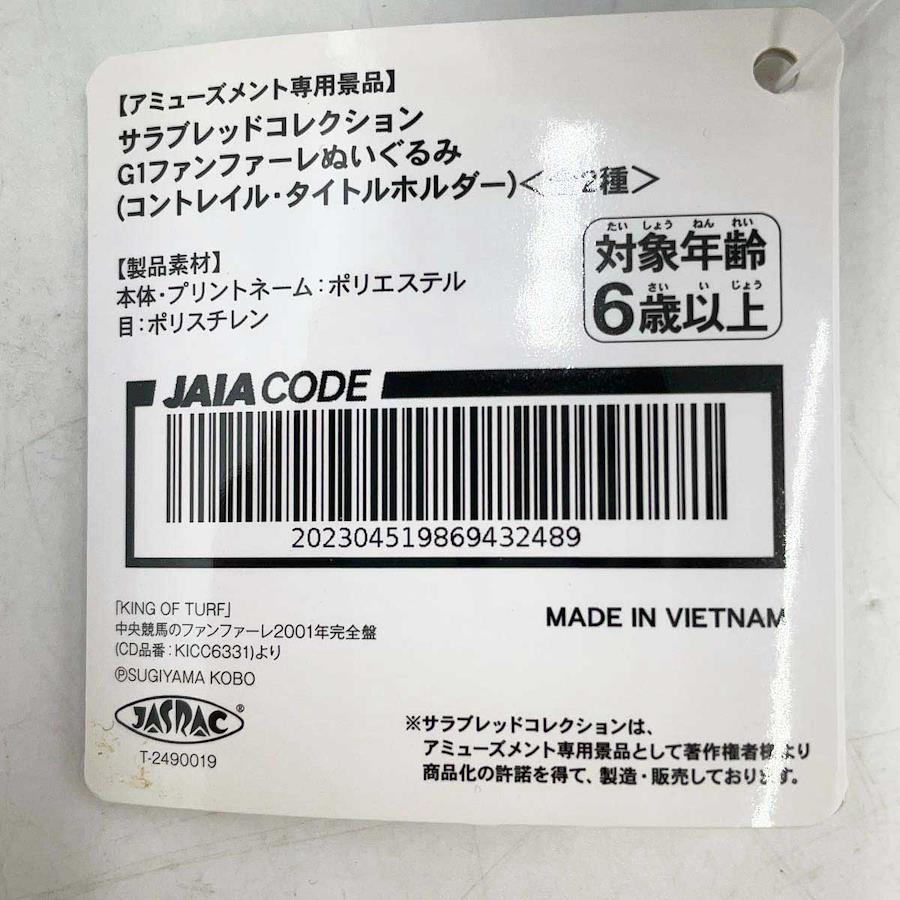 【アミューズメント専用景品】
サラブレッドコレクション
G1ファンファーレぬいぐるみ
(コントレイル・タイトルホルダー)<全2種>
たいしょうねんれい
対象年齢
さいいじょう
6歳以上
【製品素材】
本体・プリントネーム:ポリエステル
目:ポリスチレン
JAIA CODE
202304519869432489
「KING OF TURF」
中央競馬のファンファーレ2001年完全盤
(CD品番:KICC6331)より
℗SUGIYAMA KOBO
JASRAC®
T-2490019
MADE IN VIETNAM
※サラブレッドコレクションは、
アミューズメント専用景品として著作権者様より
商品化の許諾を得て、製造・販売しております。